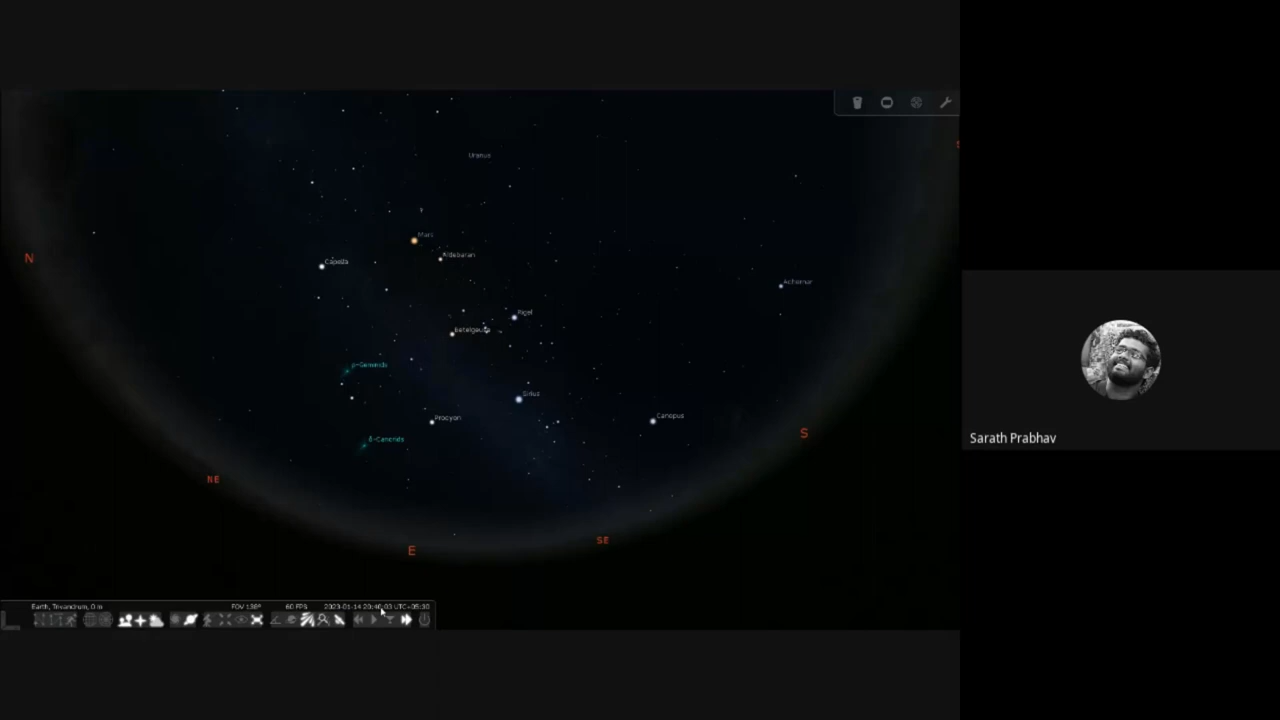 Uranus
Mars
Aldebaran
N
Capella
Achernar
Rigel
Betelgeuse
Sirius
Procyon
Canopus
S
NE
SE
E
Sarath Prabhav
Earth, Trivandrum, 0 m FOV 138° 60 FPS